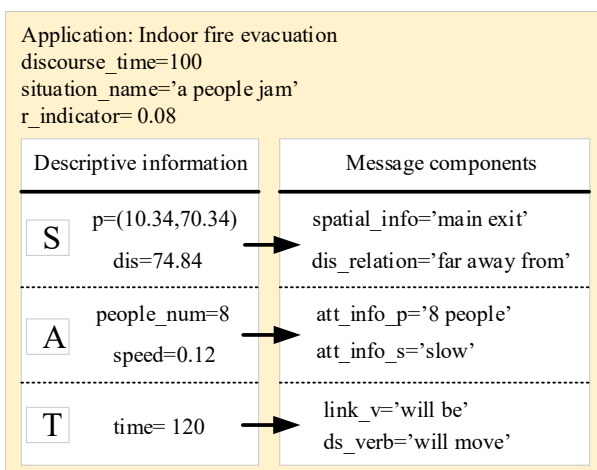 Application: Indoor fire evacuation
discourse_time=100
situation_name=’a people jam’
r_indicator= 0.08
Descriptive information
Message components
S
p=(10.34,70.34)
dis=74.84
spatial_info=’main exit’
dis_relation=’far away from’
A
people_num=8
speed=0.12
att_info_p=’8 people’
att_info_s=’slow’
T
time= 120
link_v=’will be’
ds_verb=’will move’